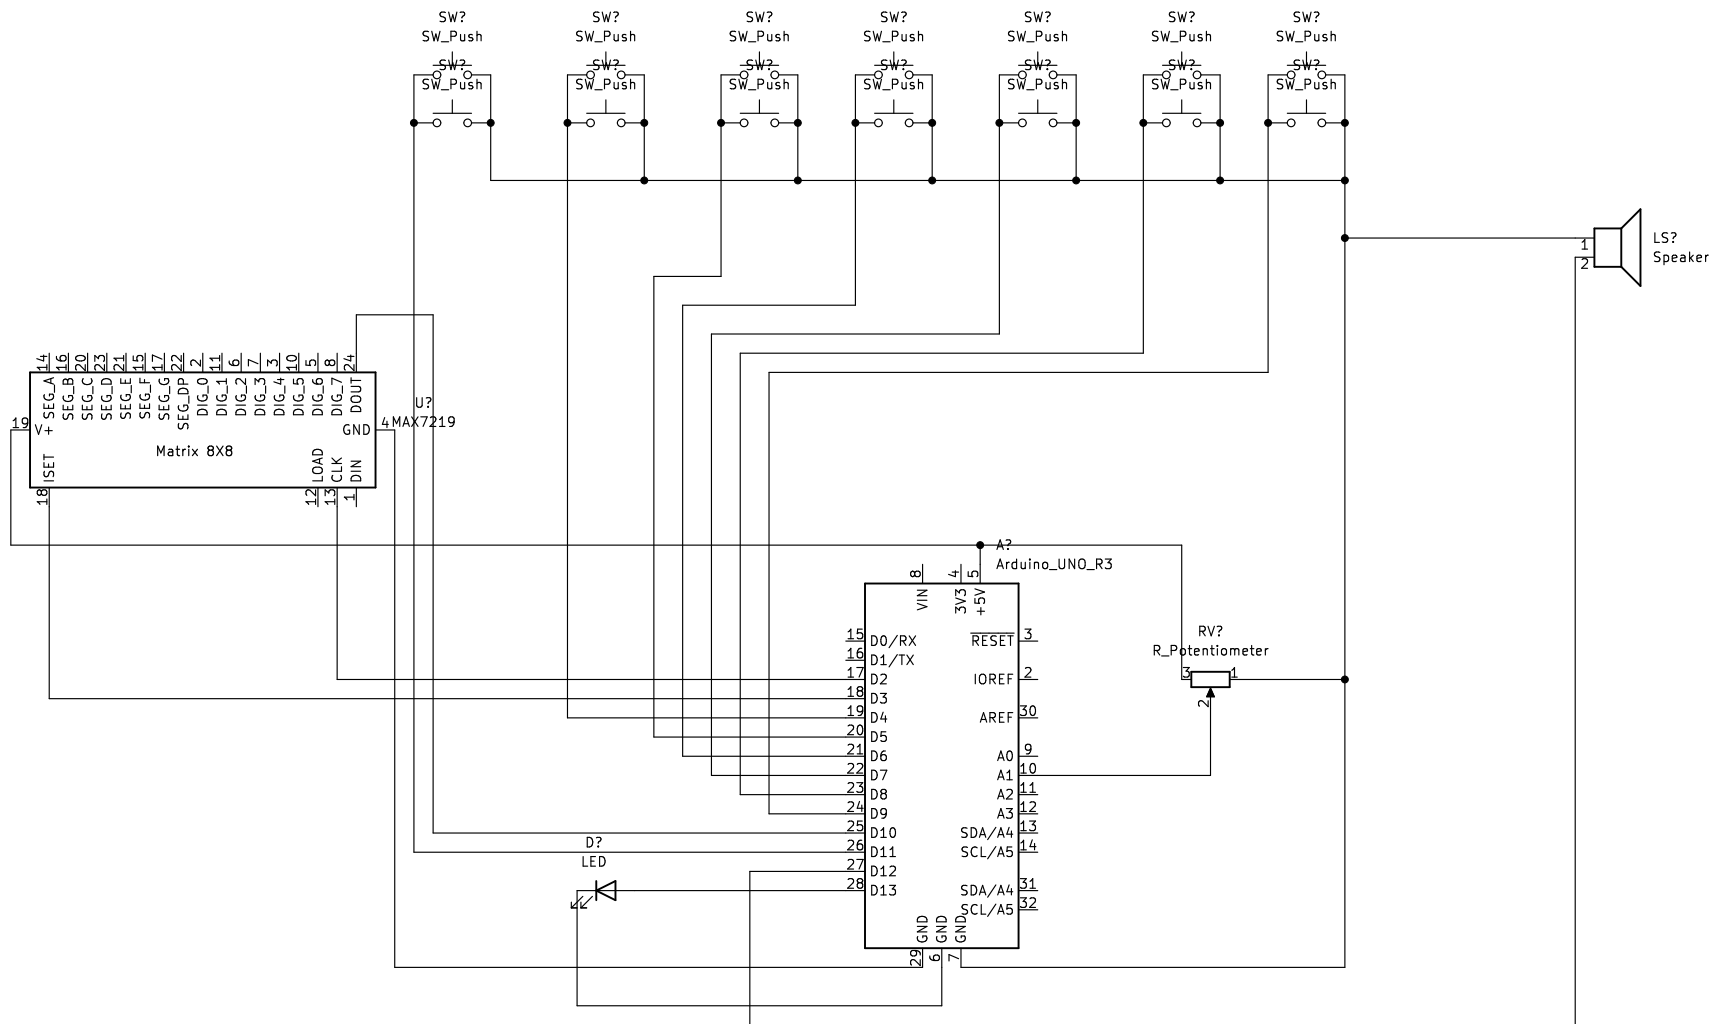 SW? SW? SW? SW? SW? SW? SW?
SW_Push SW_Push SW_Push SW_Push SW_Push SW_Push SW_Push
SW? SW? SW? SW? SW? SW? SW?
SW_Push SW_Push SW_Push SW_Push SW_Push SW_Push SW_Push
LS?
Speaker
1
2
14 16 20 23 21 15 17 22 2 11 6 7 3 10 5 8 24
SEG_A SEG_B SEG_C SEG_D SEG_E SEG_F SEG_G SEG_DP DIG_0 DIG_1 DIG_2 DIG_3 DIG_4 DIG_5 DIG_6 DIG_7 DOUT
U?
MAX7219
19 V+ GND 4
Matrix 8X8
ISET LOAD CLK DIN
18 12 13 1
A?
Arduino_UNO_R3
8 4 5
VIN 3V3 +5V
15 D0/RX RESET 3
16 D1/TX
17 D2 IOREF 2
18 D3
19 D4 AREF 30
20 D5
21 D6 A0 9
22 D7 A1 10
23 D8 A2 11
24 D9 A3 12
25 D10 SDA/A4 13
26 D11 SCL/A5 14
27 D12
28 D13 SDA/A4 31
SCL/A5 32
GND GND GND
29 6 7
RV?
R_Potentiometer
3 1
2
D?
LED